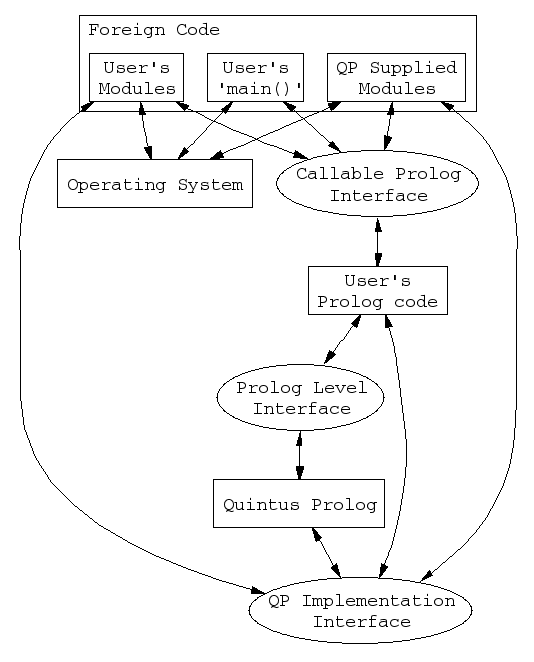 Foreign Code
User's
Modules
User's
'main()'
QP Supplied
Modules
Operating System
Callable Prolog
Interface
User's
Prolog code
Prolog Level
Interface
Quintus Prolog
QP Implementation
Interface